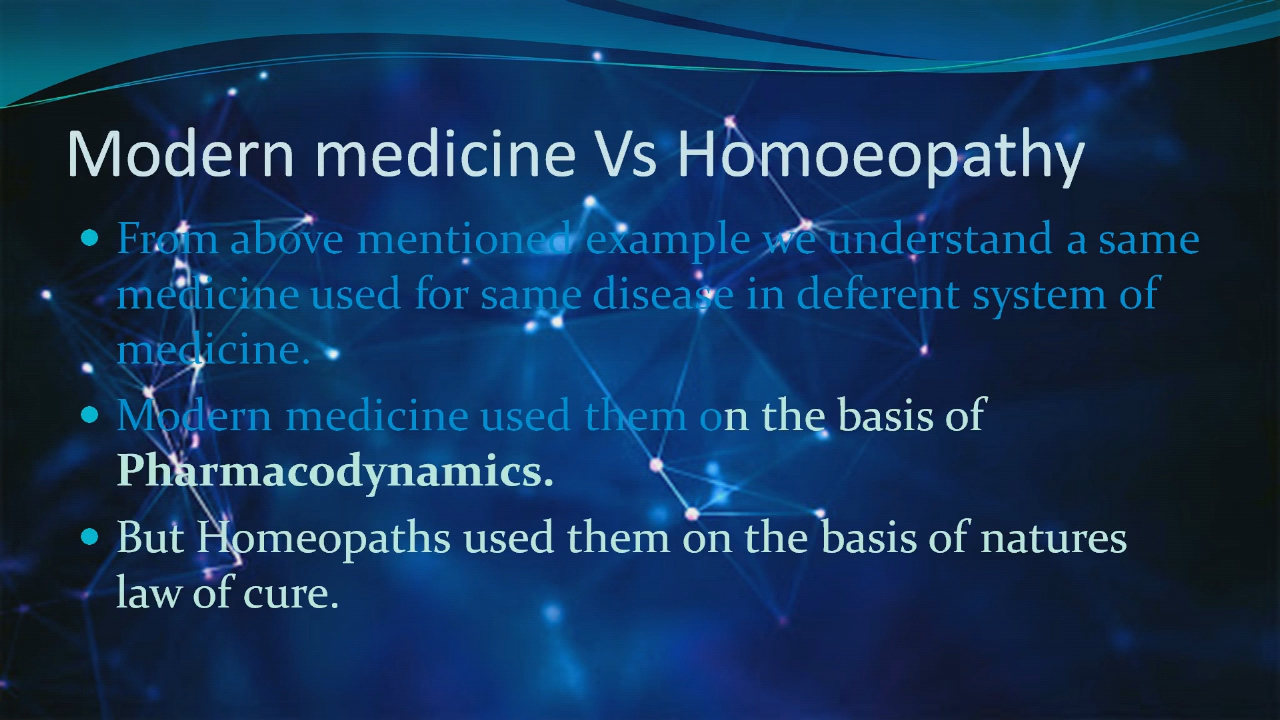 Modern medicine Vs Homoeopathy
From above mentioned example we understand a same
medicine used for same disease in deferent system of
medicine.
Modern medicine used them on the basis of
Pharmacodynamics.
But Homeopaths used them on the basis of natures
law of cure.